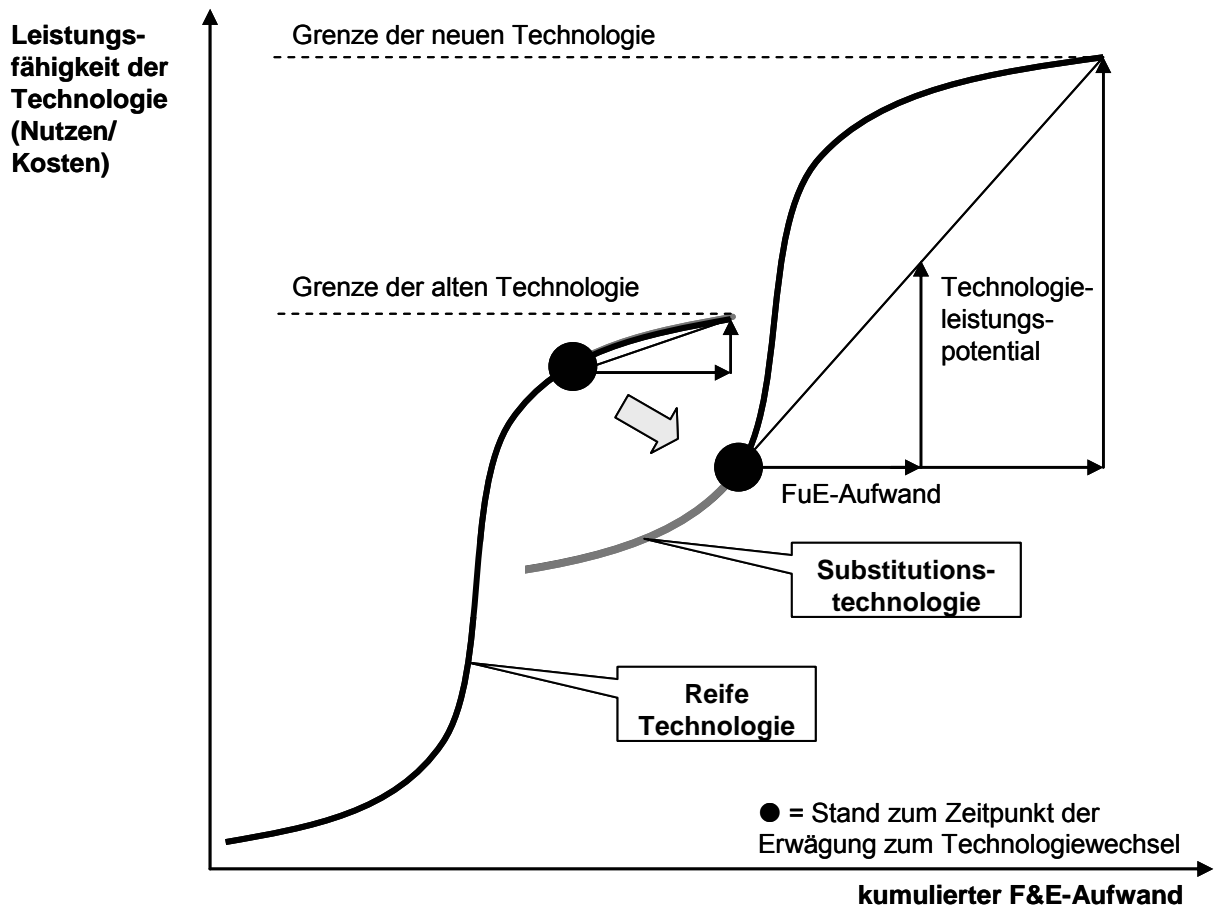 Leistungs-
fähigkeit der
Technologie
(Nutzen/
Kosten)
Grenze der neuen Technologie
Grenze der alten Technologie
Technologie-
leistungs-
potential
FuE-Aufwand
Substitutions-
technologie
Reife
Technologie
● = Stand zum Zeitpunkt der
Erwägung zum Technologiewechsel
kumulierter F&E-Aufwand